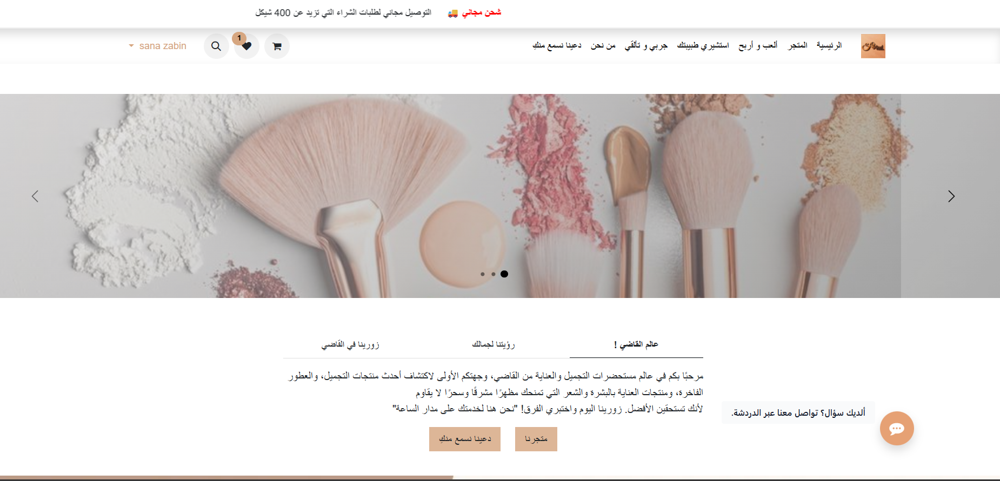 شحن مجاني 🚚 التوصيل مجاني لطلبات الشراء التي تزيد عن 400 شيكل
الرئيسية المتجر ألعب و أربح استشيري طبيبتك جربي و تألقي من نحن دعينا نسمع منكِ
1
sana zabin
عالم القاضي ! رؤيتنا لجمالك زورينا في القاضي
مرحبًا بكم في عالم مستحضرات التجميل والعناية من القاضي، وجهتكم الأولى لاكتشاف أحدث منتجات التجميل، والعطور
الفاخرة، ومنتجات العناية بالبشرة والشعر التي تمنحك مظهرًا مشرقًا وسحرًا لا يقاوم
لأنك تستحقين الأفضل. زورينا اليوم واختبري الفرق! "نحن هنا لخدمتك على مدار الساعة"
ألديك سؤال؟ تواصل معنا عبر الدردشة.
متجرنا دعينا نسمع منكِ